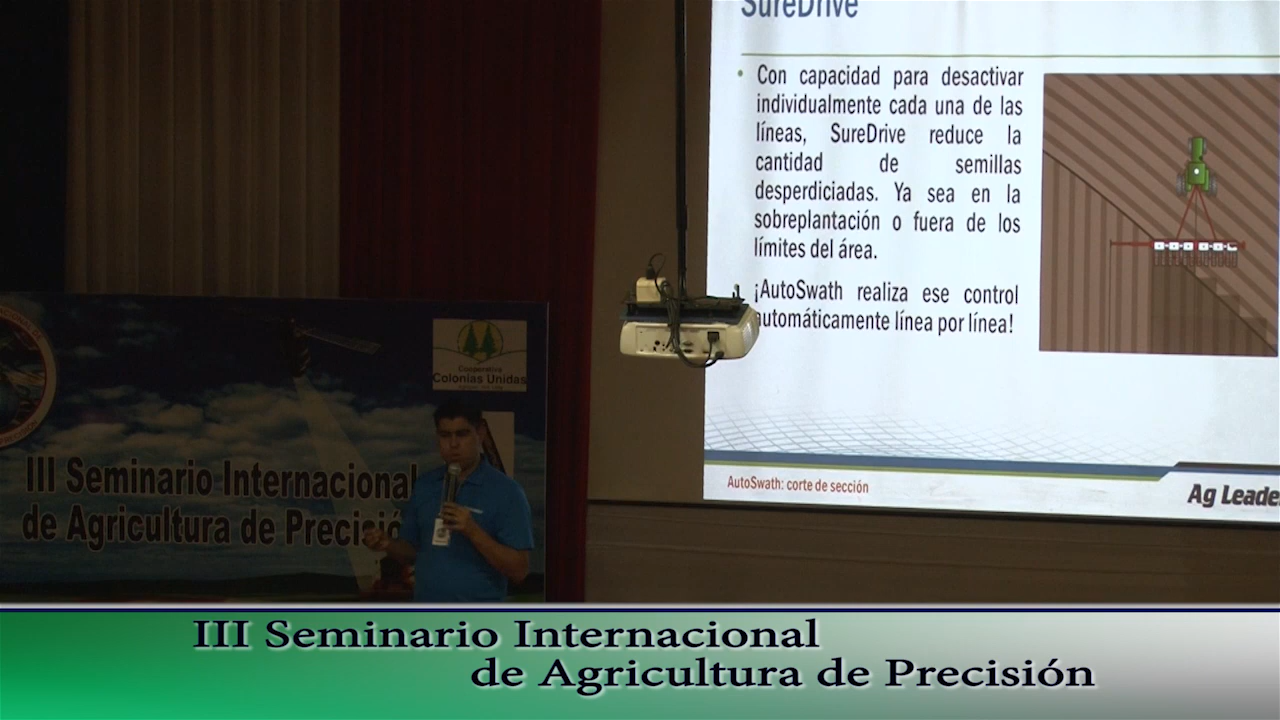 SureDrive
• Con capacidad para desactivar
individualmente cada una de las
líneas, SureDrive reduce la
cantidad de semillas
desperdiciadas. Ya sea en la
sobreplantación o fuera de los
límites del área.
¡AutoSwath realiza ese control
automáticamente línea por línea!
AutoSwath: corte de sección
Ag Leade
Cooperativa
Colonias Unidas
III Seminario Internacional
de Agricultura de Precisió
III Seminario Internacional
de Agricultura de Precisión